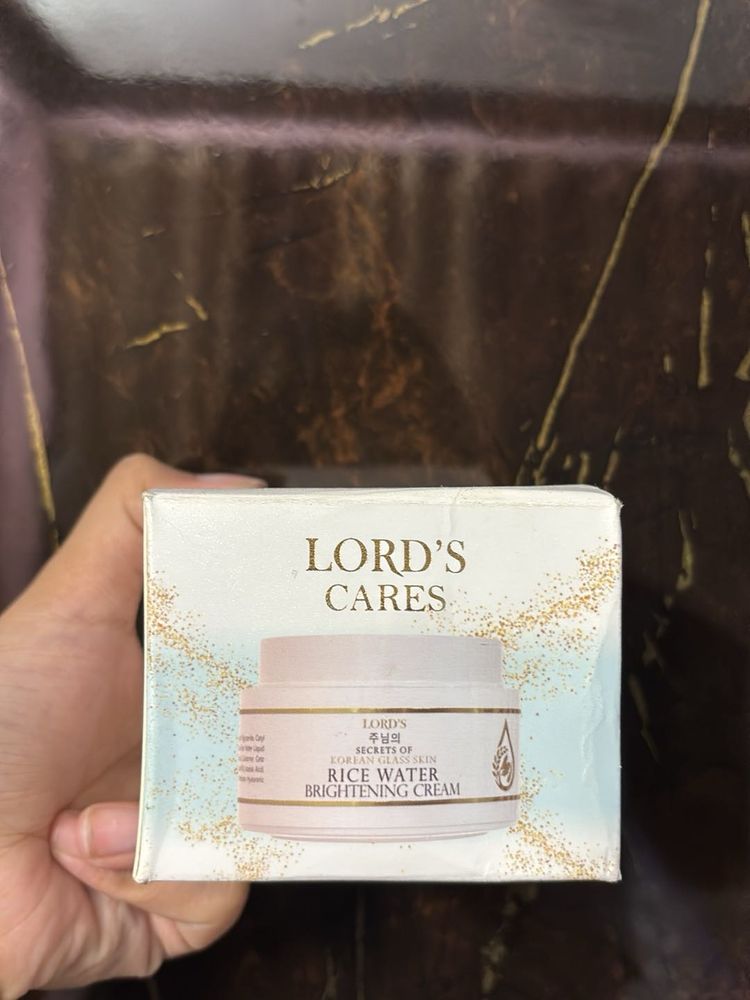 LORD'S
CARES
LORD'S
주님의
SECRETS OF
KOREAN GLASS SKIN
RICE WATER
BRIGHTENING CREAM